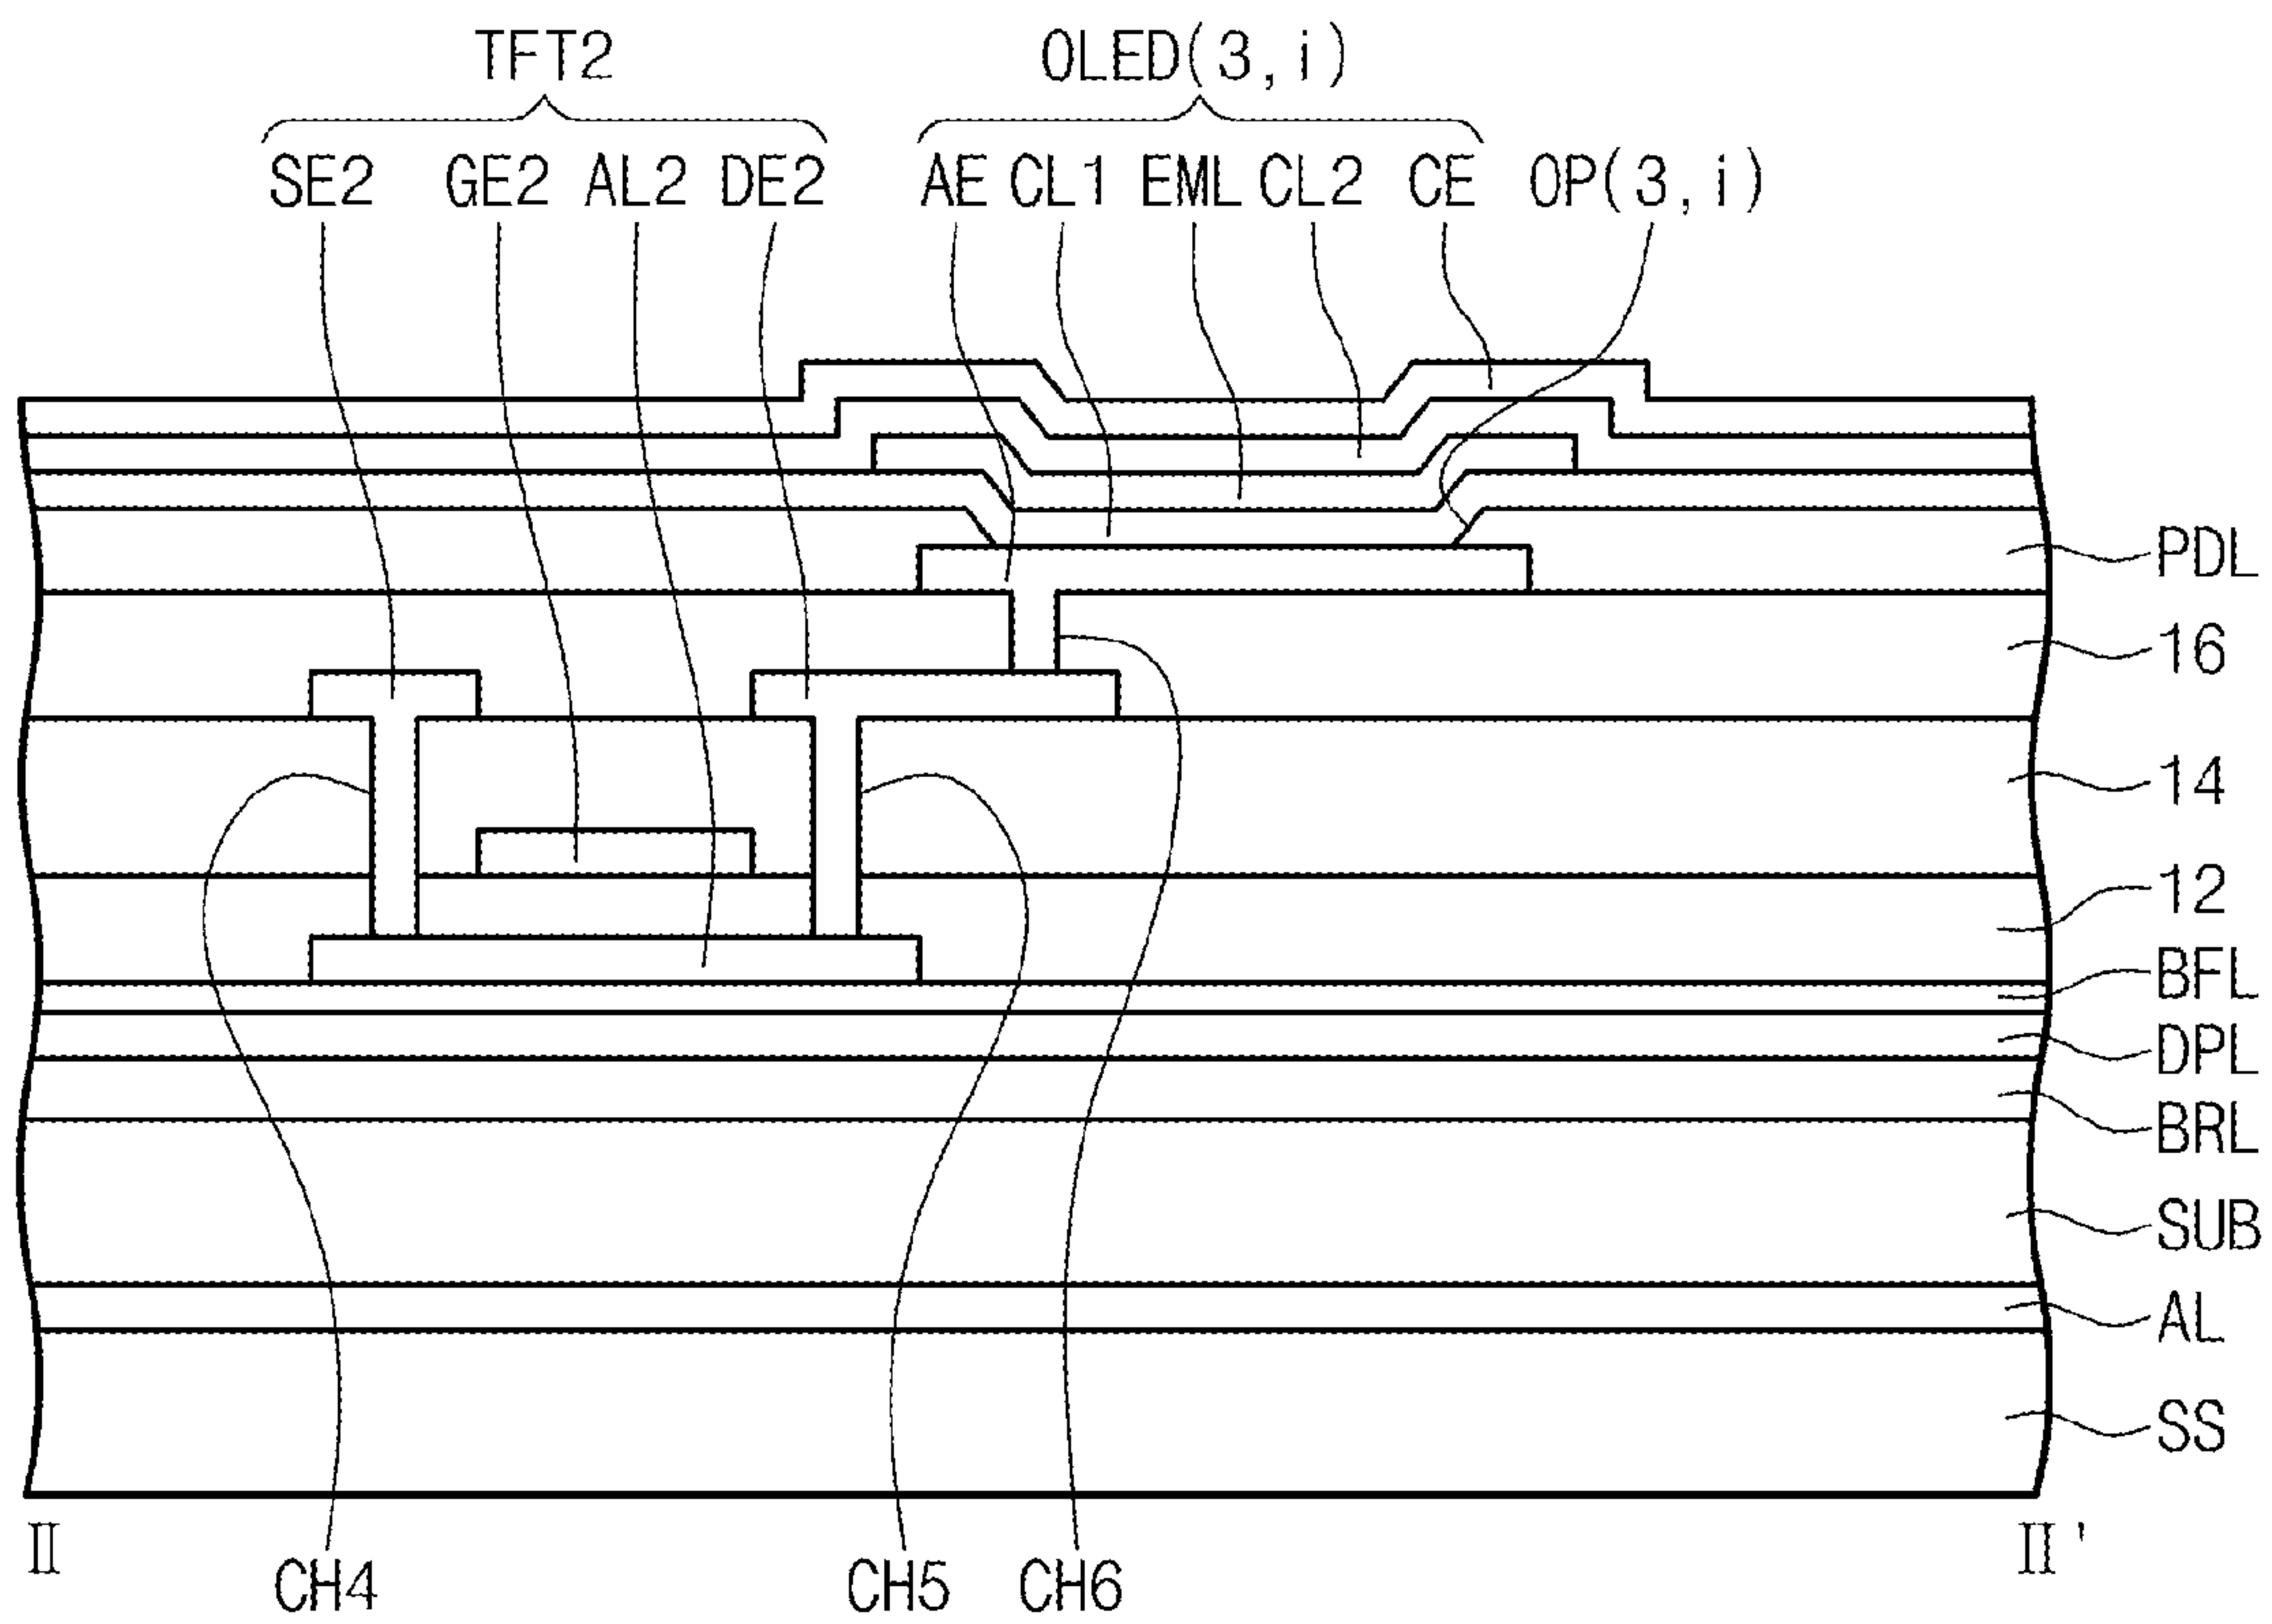 TFT2 OLED(3,i)
SE2 GE2 AL2 DE2 AE CL1 EML CL2 CE OP(3,i)
PDL
16
14
12
BFL
DPL
BRL
SUB
AL
SS
II II'
CH4 CH5 CH6